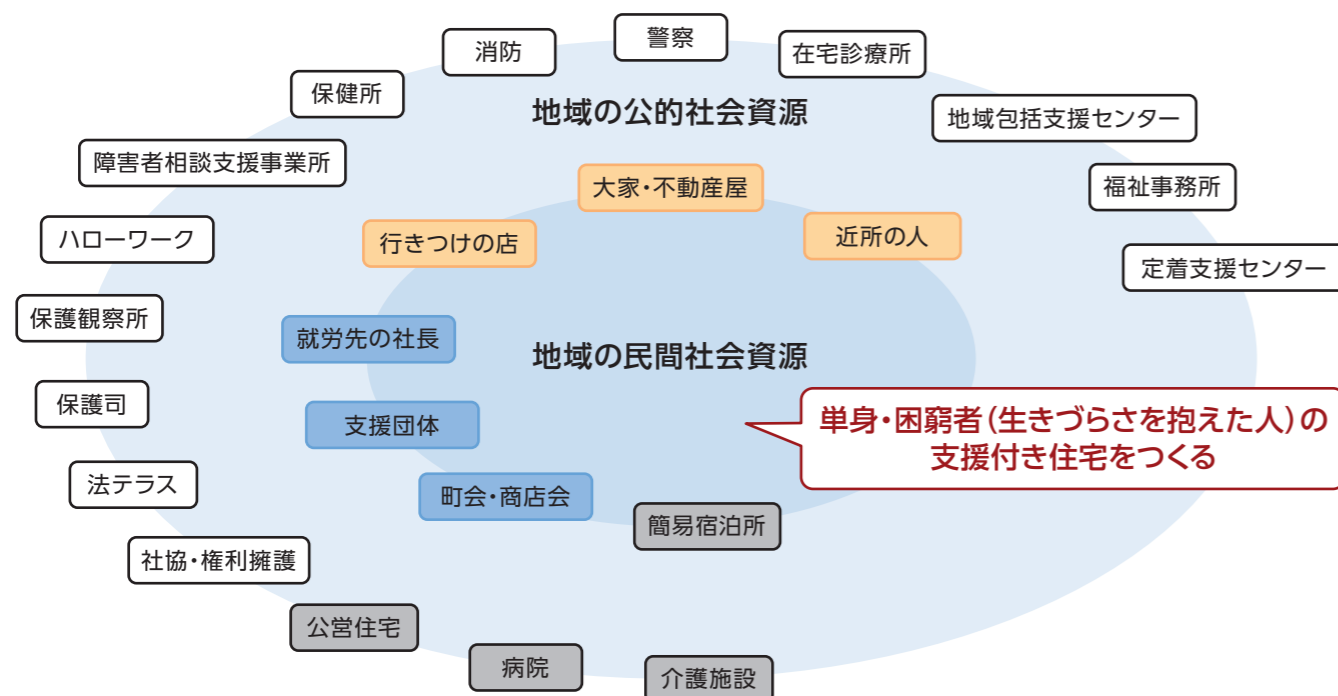 警察
消防
在宅診療所
保健所
地域の公的社会資源
地域包括支援センター
障害者相談支援事業所
大家・不動産屋
福祉事務所
ハローワーク
行きつけの店
近所の人
定着支援センター
保護観察所
就労先の社長
地域の民間社会資源
保護司
支援団体
単身・困窮者(生きづらさを抱えた人)の
支援付き住宅をつくる
法テラス
町会・商店会
簡易宿泊所
社協・権利擁護
公営住宅
病院
介護施設